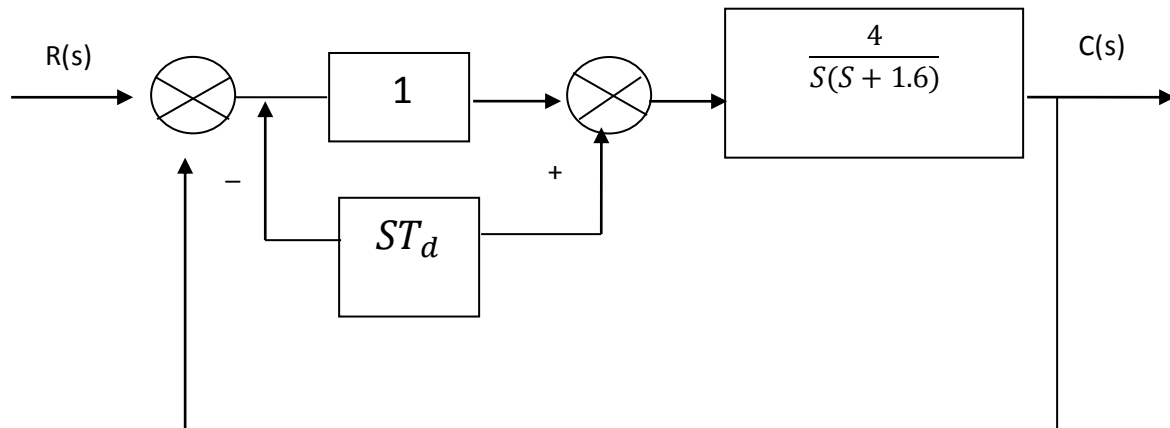 R(s)
1
4
S(S + 1.6)
C(s)
–
+
ST_d